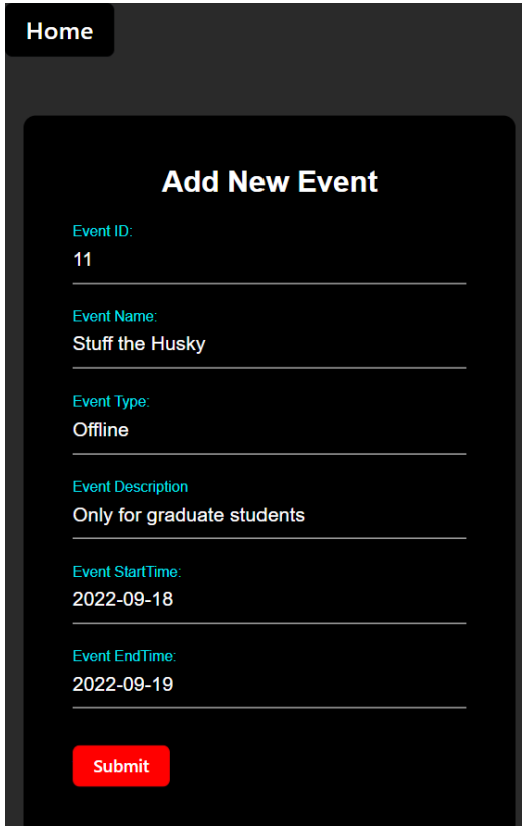 Home
Add New Event
Event ID:
11
Event Name:
Stuff the Husky
Event Type:
Offline
Event Description
Only for graduate students
Event StartTime:
2022-09-18
Event EndTime:
2022-09-19
Submit